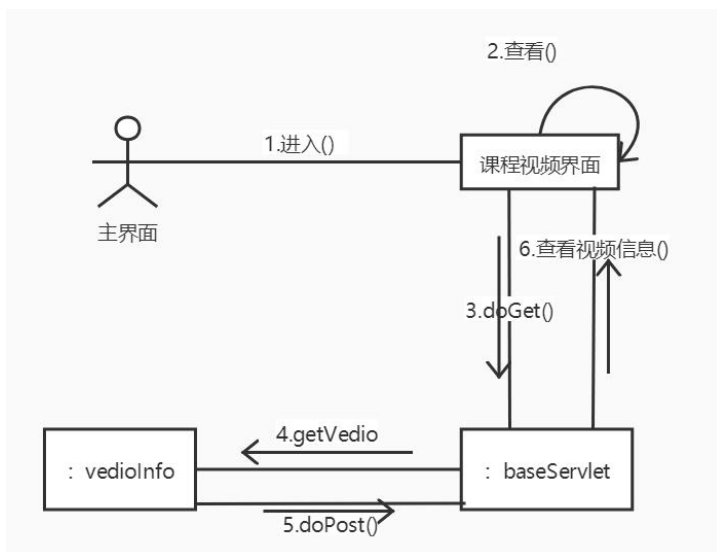 2.查看()
1.进入()
课程视频界面
主界面
6.查看视频信息()
3.doGet()
4.getVedio
: vedioInfo
: baseServlet
5.doPost()